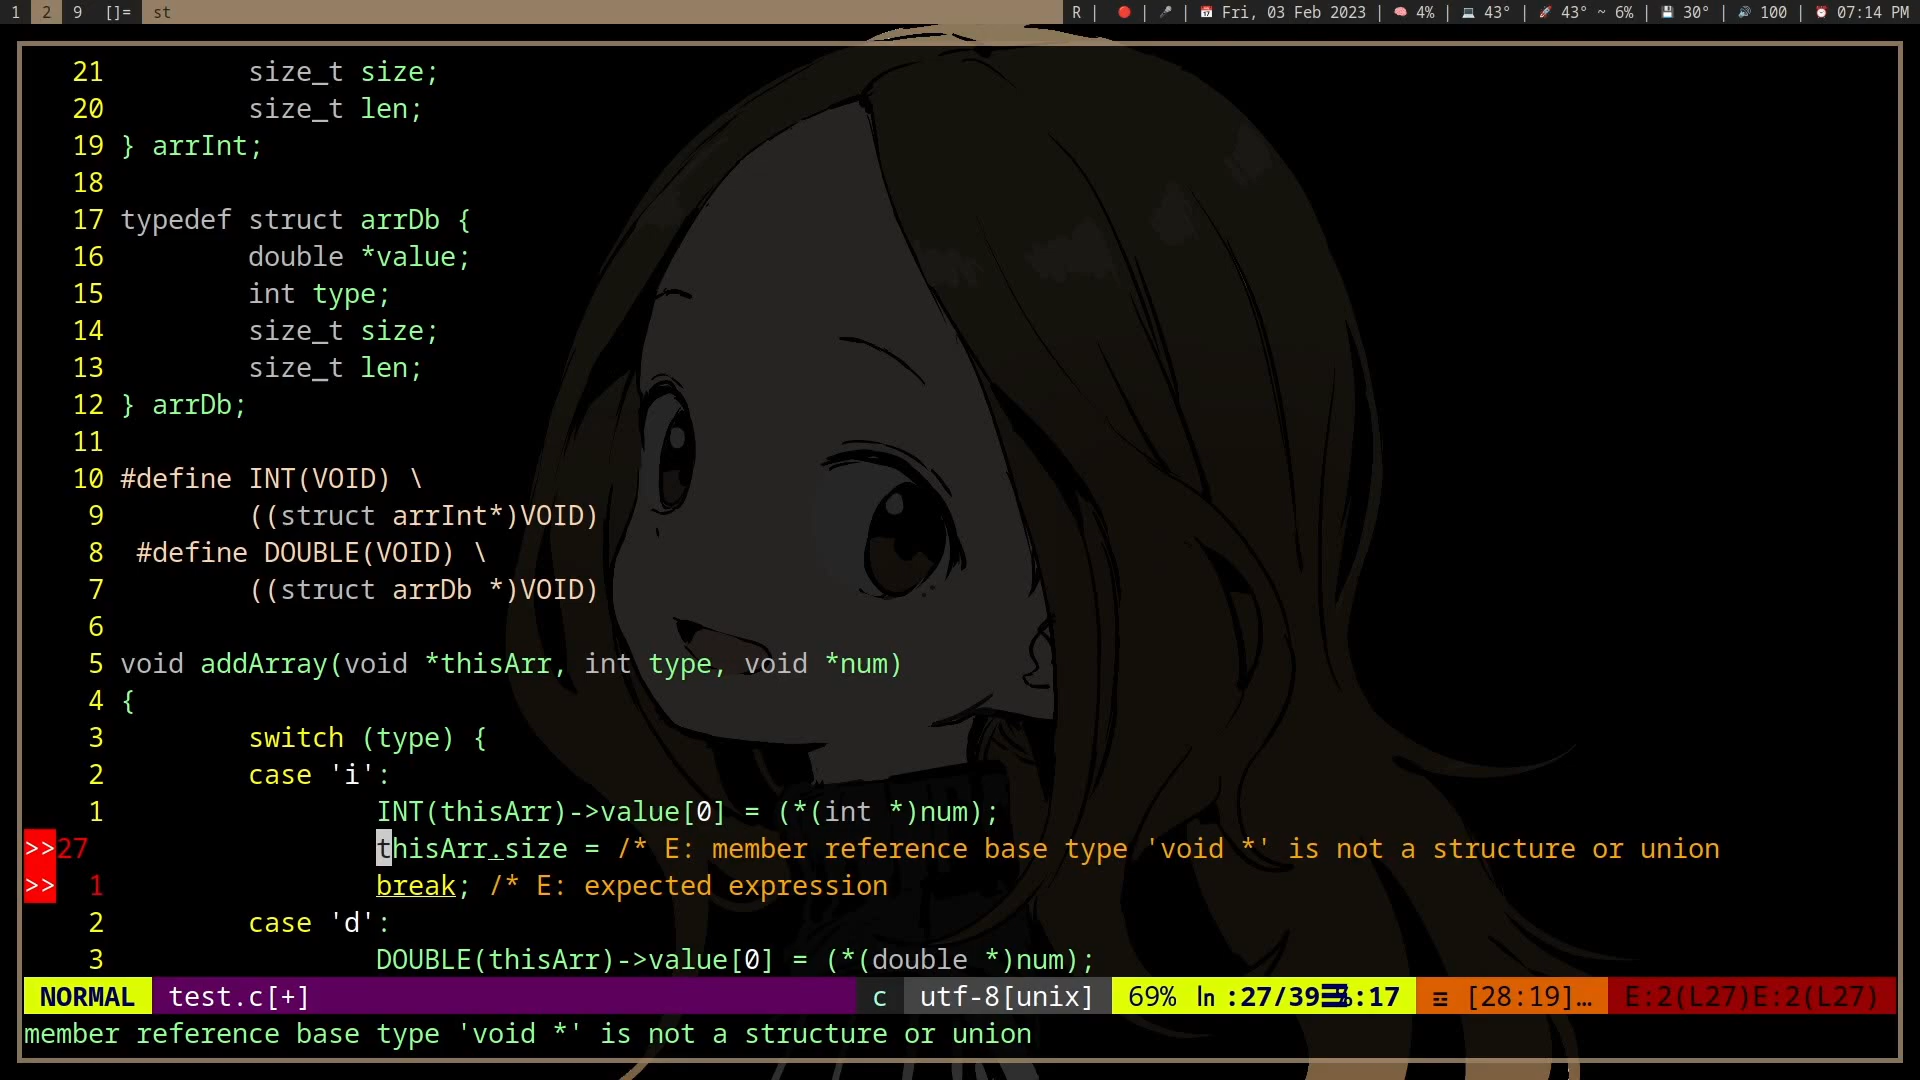 1 2 9 []= st R | | | Fri, 03 Feb 2023 | 4% | 43° | 43° ~ 6% | 30° | 100 | 07:14 PM
21 size_t size;
20 size_t len;
19 } arrInt;
18
17 typedef struct arrDb {
16 double *value;
15 int type;
14 size_t size;
13 size_t len;
12 } arrDb;
11
10 #define INT(VOID) \
9 ((struct arrInt*)VOID)
8 #define DOUBLE(VOID) \
7 ((struct arrDb *)VOID)
6
5 void addArray(void *thisArr, int type, void *num)
4 {
3 switch (type) {
2 case 'i':
1 INT(thisArr)->value[0] = (*(int *)num);
>>27 thisArr.size = /* E: member reference base type 'void *' is not a structure or union
>> 1 break; /* E: expected expression
2 case 'd':
3 DOUBLE(thisArr)->value[0] = (*(double *)num);
NORMAL test.c[+] c utf-8[unix] 69% ln :27/39☰:17 [28:19]… E:2(L27)E:2(L27)
member reference base type 'void *' is not a structure or union